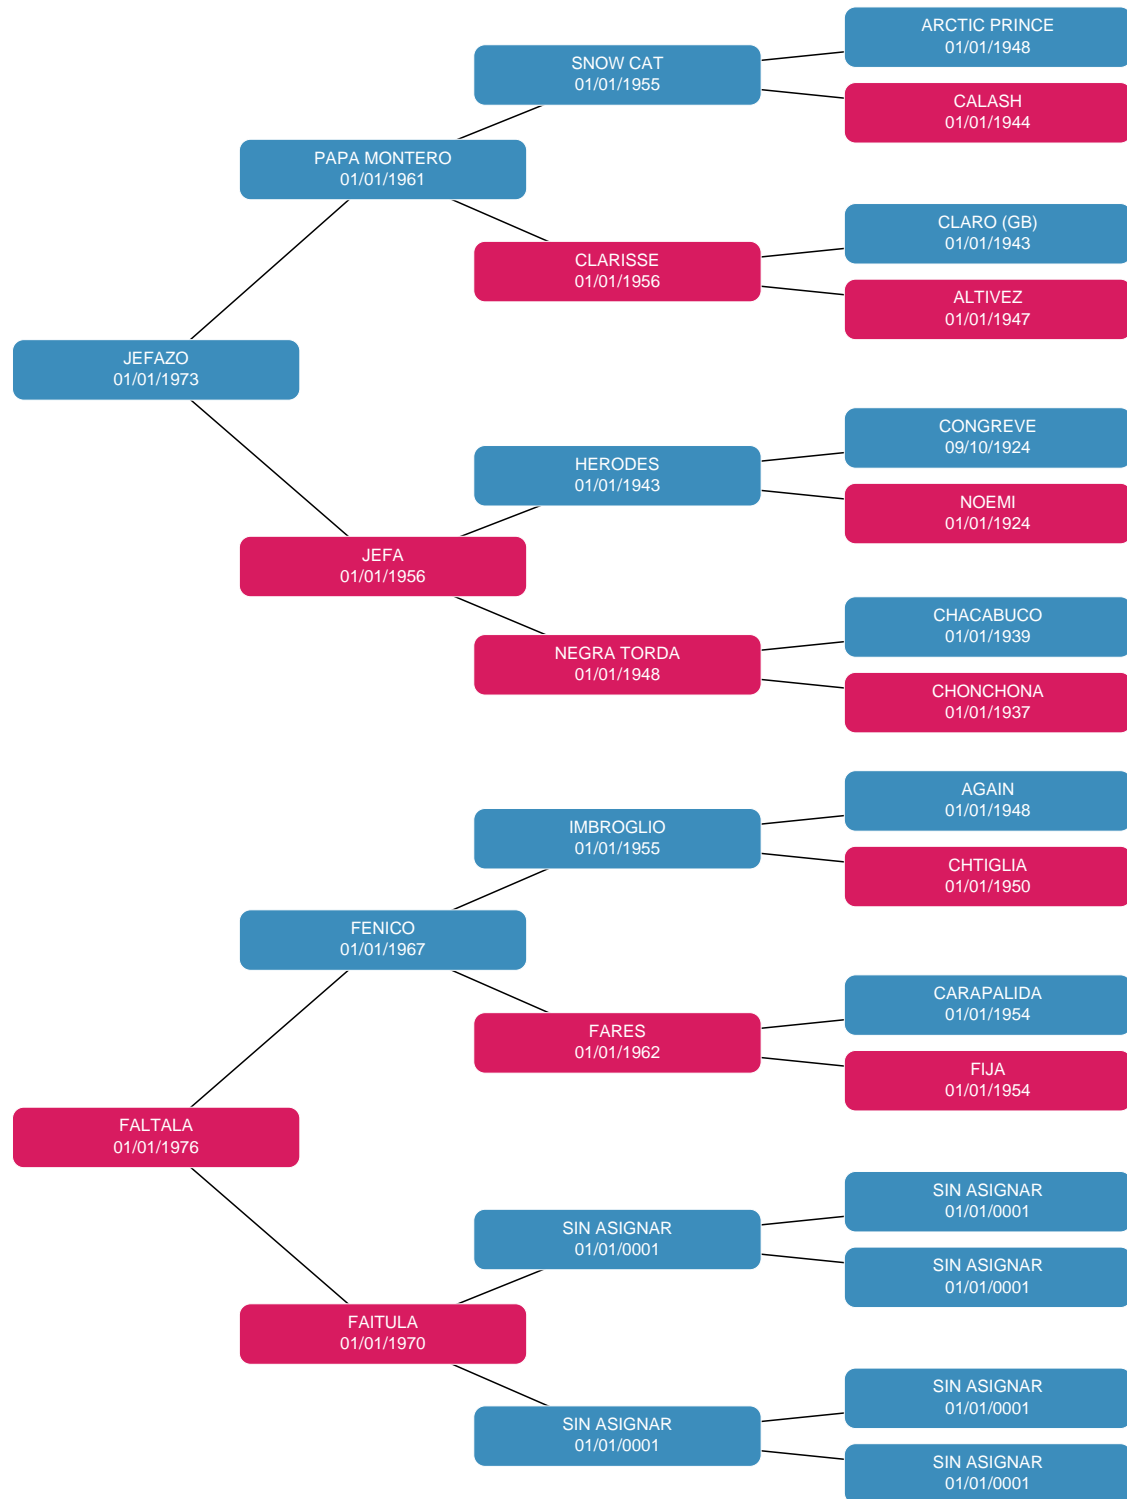 ARCTIC PRINCE
01/01/1948
SNOW CAT
01/01/1955
CALASH
01/01/1944
PAPA MONTERO
01/01/1961
CLARO (GB)
01/01/1943
CLARISSE
01/01/1956
ALTIVEZ
01/01/1947
JEFAZO
01/01/1973
CONGREVE
09/10/1924
HERODES
01/01/1943
NOEMI
01/01/1924
JEFA
01/01/1956
CHACABUCO
01/01/1939
NEGRA TORDA
01/01/1948
CHONCHONA
01/01/1937
AGAIN
01/01/1948
IMBROGLIO
01/01/1955
CHTIGLIA
01/01/1950
FENICO
01/01/1967
CARAPALIDA
01/01/1954
FARES
01/01/1962
FIJA
01/01/1954
FALTALA
01/01/1976
SIN ASIGNAR
01/01/0001
SIN ASIGNAR
01/01/0001
SIN ASIGNAR
01/01/0001
FAITULA
01/01/1970
SIN ASIGNAR
01/01/0001
SIN ASIGNAR
01/01/0001
SIN ASIGNAR
01/01/0001